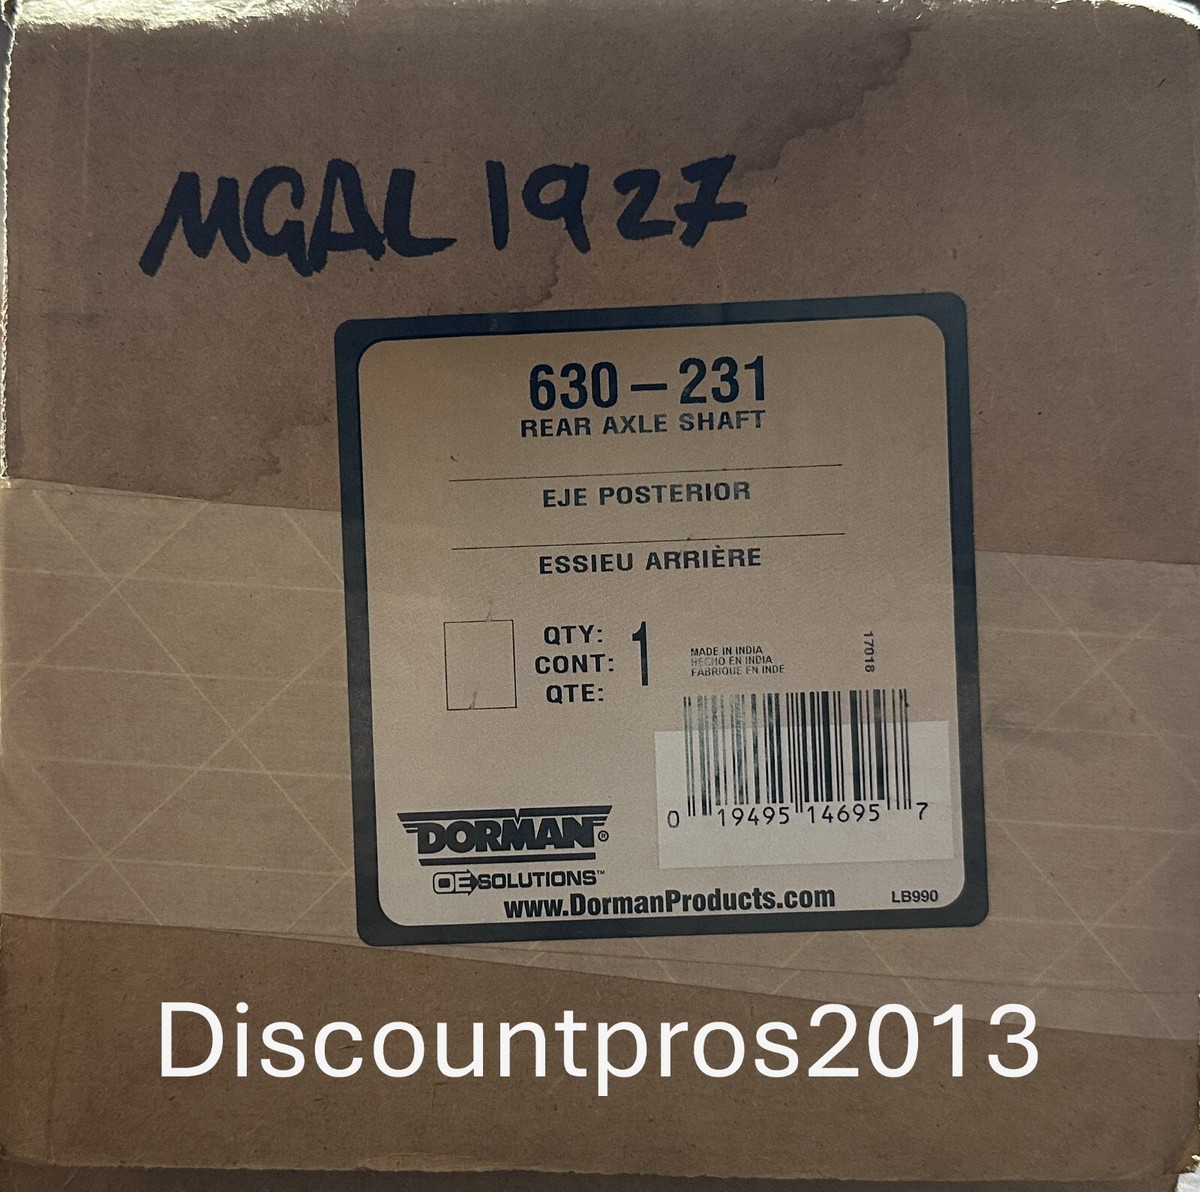 MGAL 1927
630-231
REAR AXLE SHAFT
EJE POSTERIOR
ESSIEU ARRIÈRE
QTY:
CONT: 1
QTE:
MADE IN INDIA
HECHO EN INDIA
FABRIQUE EN INDE
17018
0 19495 14695 7
DORMAN®
OE SOLUTIONS™
www.DormanProducts.com
LB990
Discountpros2013